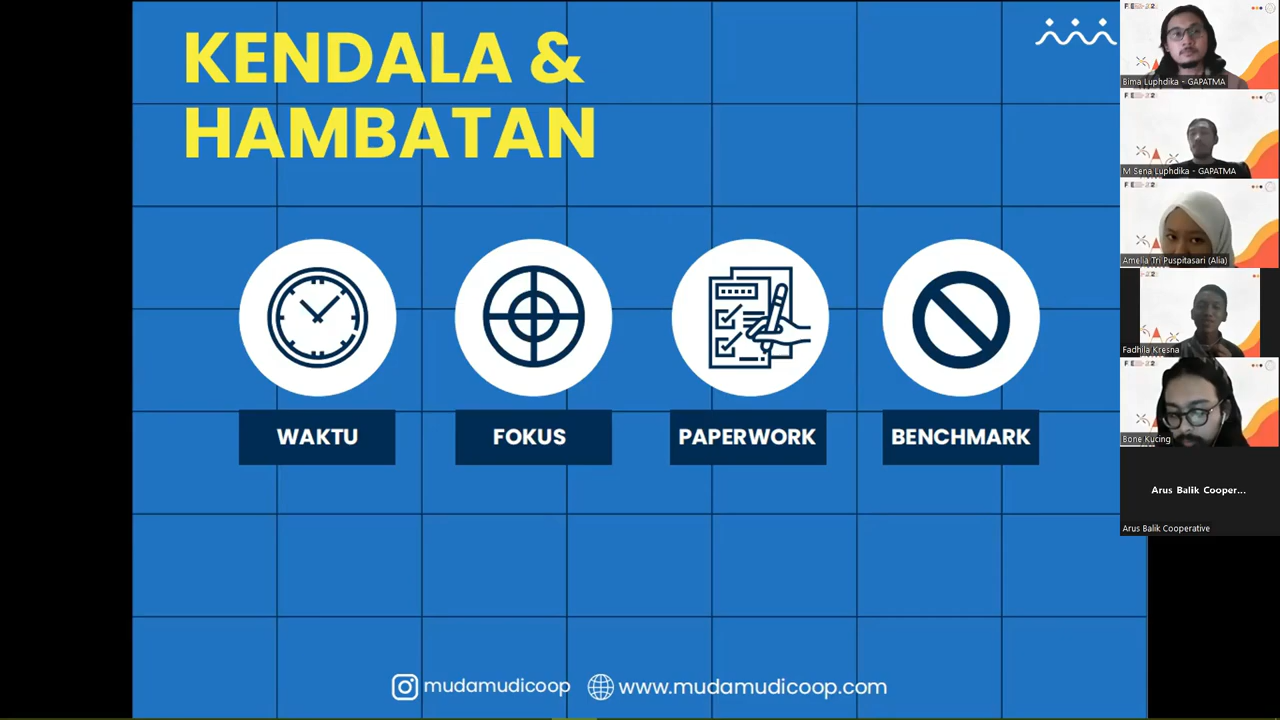 KENDALA &
HAMBATAN
WAKTU
FOKUS
PAPERWORK
BENCHMARK
mudamudicoop
www.mudamudicoop.com
Bima Luphdika - GAPATMA
M Sena Luphdika - GAPATMA
Amelia Tri Puspitasari (Alia)
Fadhila Kresna
Bone Kucing
Arus Balik Cooper...
Arus Balik Cooperative